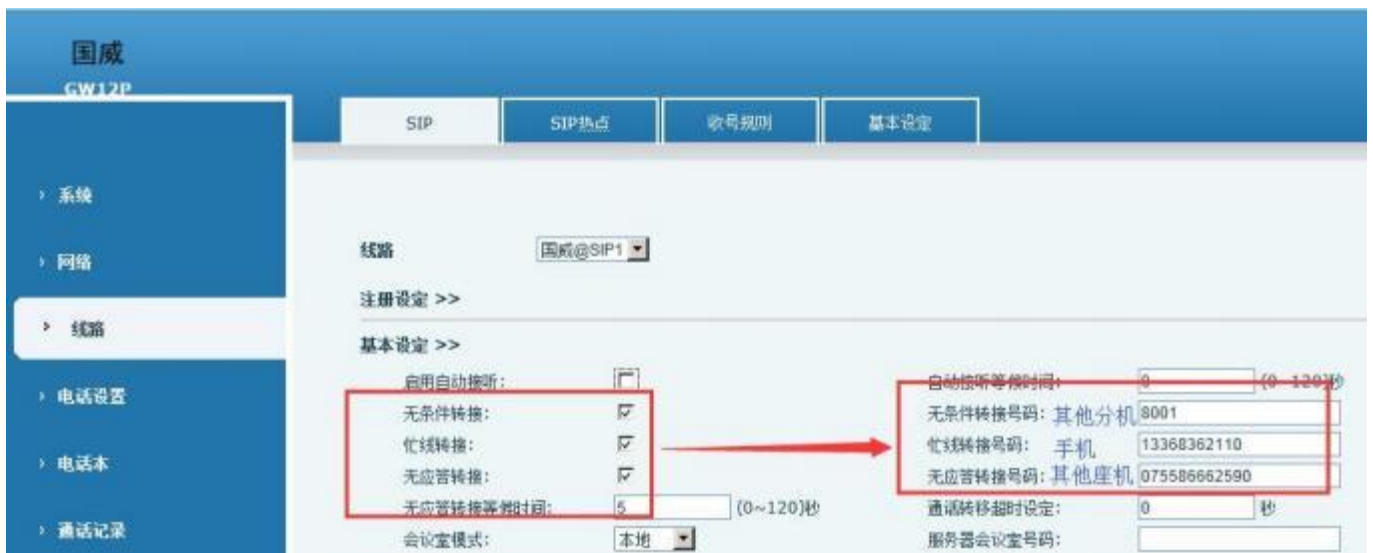 国威
GW12P
SIP SIP热点 收号规则 基本设定
系统
网络
线路
电话设置
电话本
通话记录
线路 国威@SIP1
注册设定 >>
基本设定 >>
启用自动接听: 自动接听等候时间: 0 (0~120)秒
无条件转接: 无条件转接号码: 其他分机 8001
忙线转接: 忙线转接号码: 手机 13368362110
无应答转接: 无应答转接号码: 其他座机 075586662590
无应答转接等候时间: 5 (0~120)秒 通话转移超时设定: 0 秒
会议室模式: 本地 服务器会议室号码: